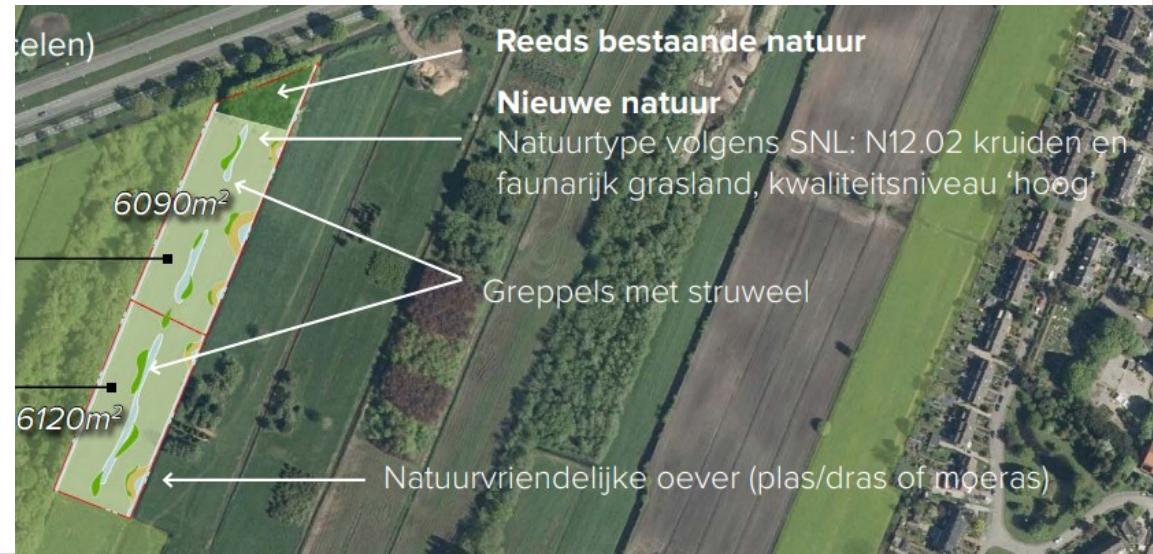 celen)
Reeds bestaande natuur
Nieuwe natuur
Natuurtype volgens SNL: N12.02 kruiden en
faunarijk grasland, kwaliteitsniveau ‘hoog’
6090m²
Greppels met struweel
6120m²
Natuurvriendelijke oever (plas/dras of moeras)